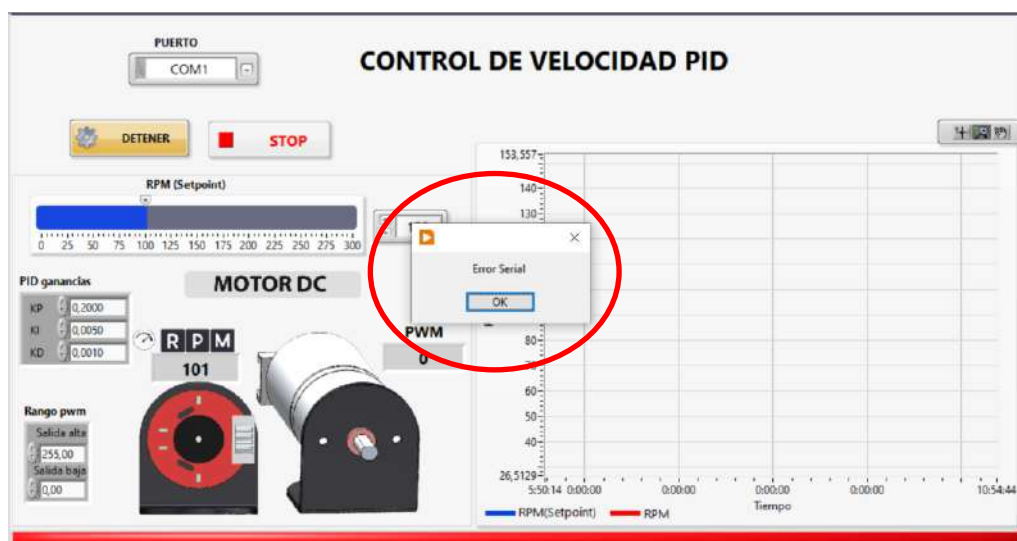 PUERTO
COM1
CONTROL DE VELOCIDAD PID
DETENER
STOP
RPM (Setpoint)
0 25 50 75 100 125 150 175 200 225 250 275 300
Error Serial
OK
PID ganancias
KP 0,2000
KI 0,0050
KD 0,0010
MOTOR DC
RPM
101
PWM
0
Rango pwm
Salida alta
255,00
Salida baja
0,00
153,557
140
130
80
60
50
40
26,5129
5:50:14 0:00:00 0:00:00 0:00:00 0:00:00 10:54:44
Tiempo
RPM(Setpoint) RPM